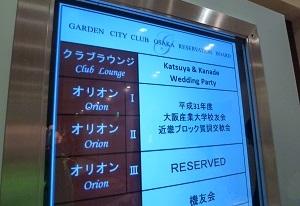 GARDEN CITY CLUB OSAKA RESERVATION BOARD
クラブラウンジ
Club Lounge
Katsuya & Kanade
Wedding Party
オリオン I
Orion
平成31年度
大阪産業大学校友会
近畿ブロック賀詞交歓会
オリオン II
Orion
オリオン III
Orion
RESERVED
機友会